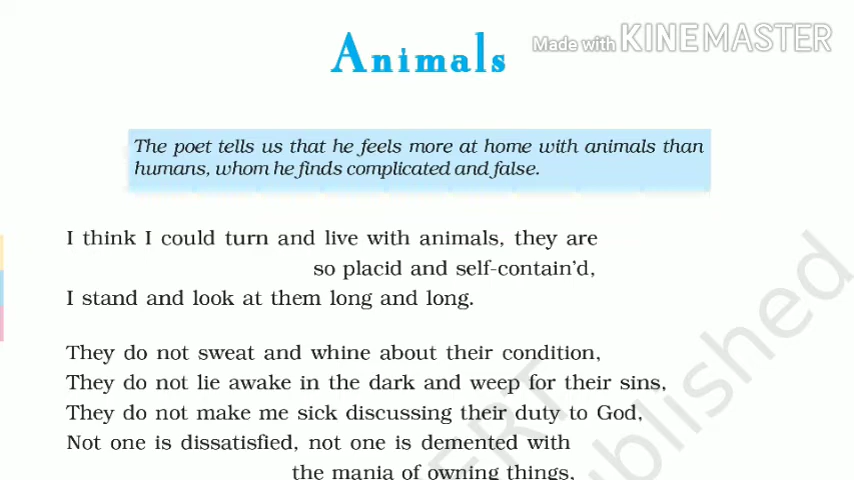 Animals
Made with KINEMASTER
The poet tells us that he feels more at home with animals than
humans, whom he finds complicated and false.
I think I could turn and live with animals, they are
so placid and self-contain'd,
I stand and look at them long and long.
They do not sweat and whine about their condition,
They do not lie awake in the dark and weep for their sins,
They do not make me sick discussing their duty to God,
Not one is dissatisfied, not one is demented with
the mania of owning things,